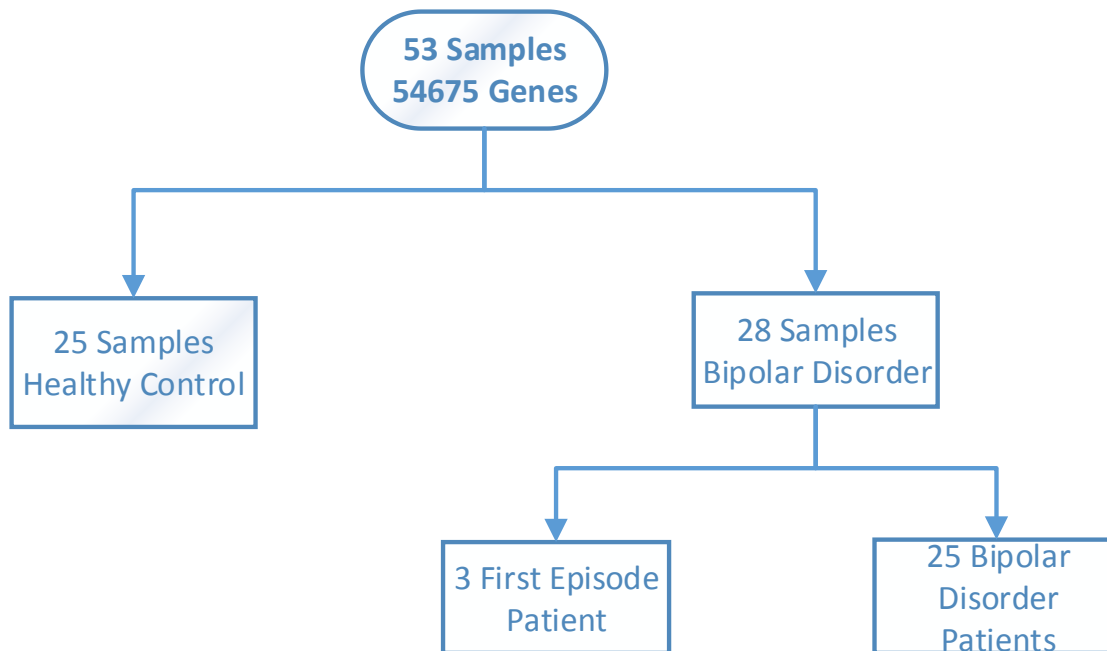 53 Samples
54675 Genes
25 Samples
Healthy Control
28 Samples
Bipolar Disorder
3 First Episode
Patient
25 Bipolar
Disorder
Patients